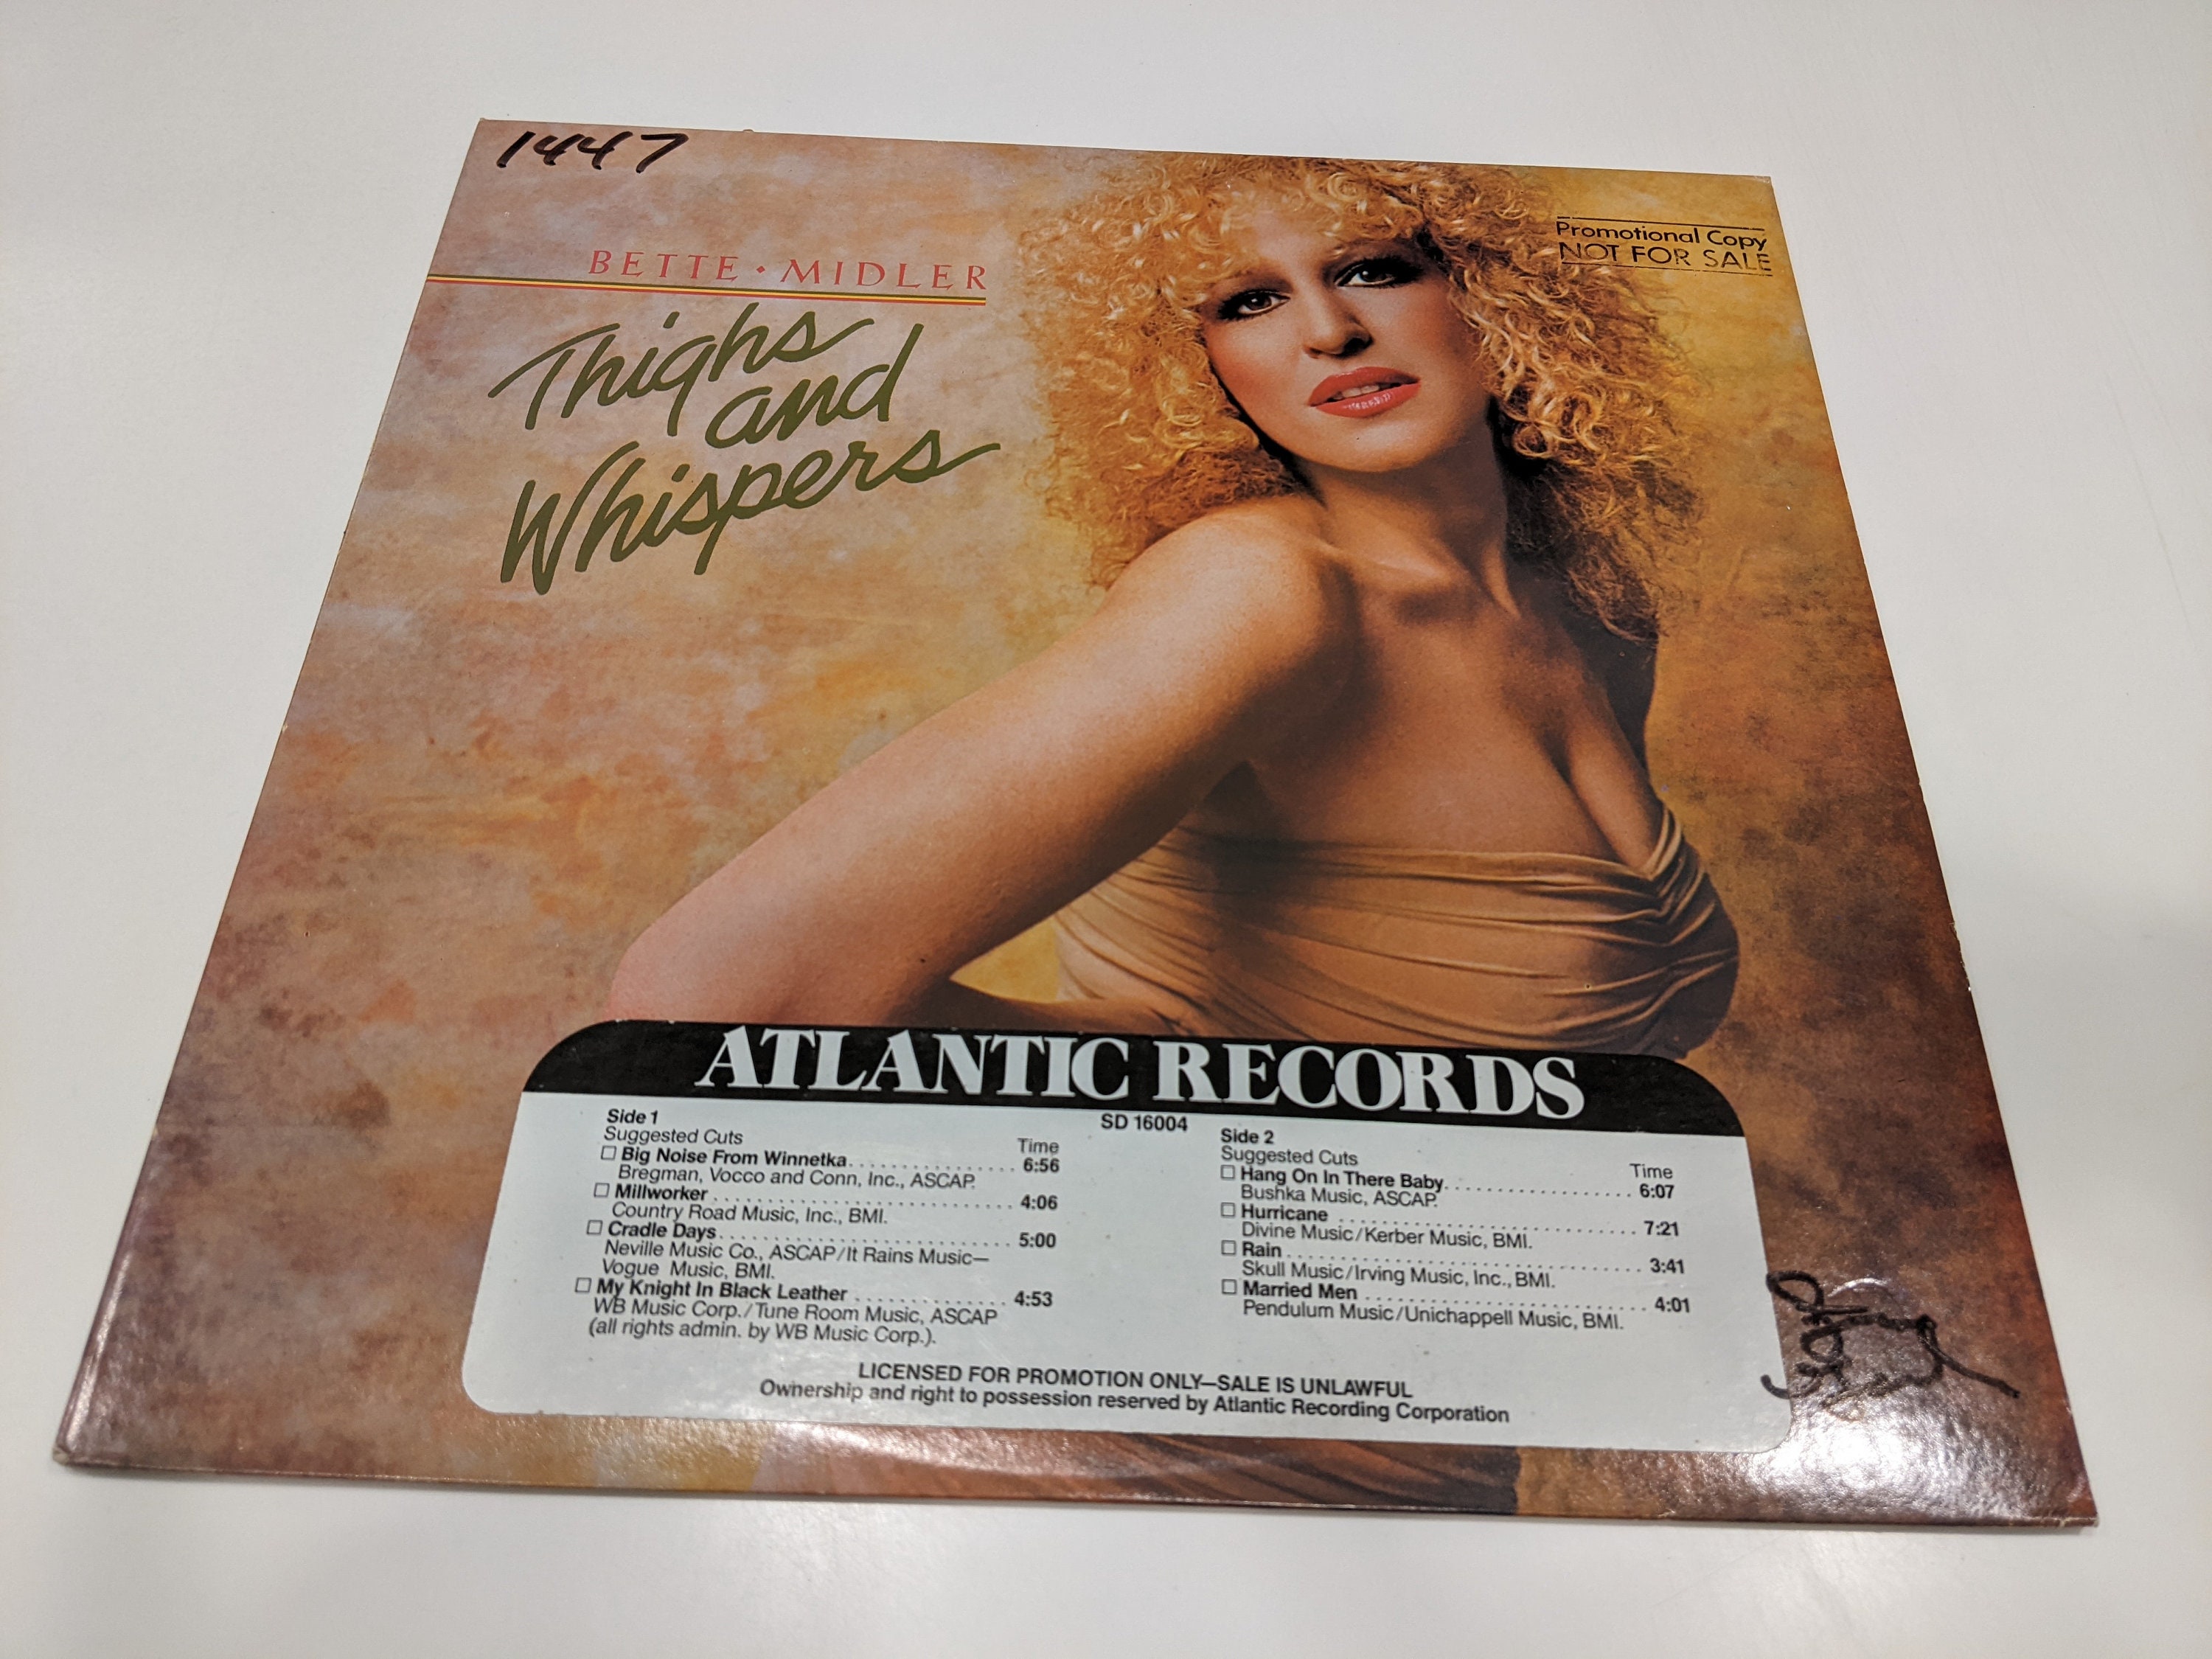 1447
BETTE • MIDLER
Thighs
and
Whispers
Promotional Copy
NOT FOR SALE
ATLANTIC RECORDS
SD 16004
Side 1
Suggested Cuts
Time
☐ Big Noise From Winnetka................. 6:56
Bregman, Vocco and Conn, Inc., ASCAP.
☐ Millworker.............................. 4:06
Country Road Music, Inc., BMI.
☐ Cradle Days............................. 5:00
Neville Music Co., ASCAP/It Rains Music—
Vogue Music, BMI.
☐ My Knight In Black Leather.............. 4:53
WB Music Corp./Tune Room Music, ASCAP
(all rights admin. by WB Music Corp.).
Side 2
Suggested Cuts
Time
☐ Hang On In There Baby................... 6:07
Bushka Music, ASCAP.
☐ Hurricane............................... 7:21
Divine Music/Kerber Music, BMI.
☐ Rain.................................... 3:41
Skull Music/Irving Music, Inc., BMI.
☐ Married Men............................. 4:01
Pendulum Music/Unichappell Music, BMI.
LICENSED FOR PROMOTION ONLY—SALE IS UNLAWFUL
Ownership and right to possession reserved by Atlantic Recording Corporation